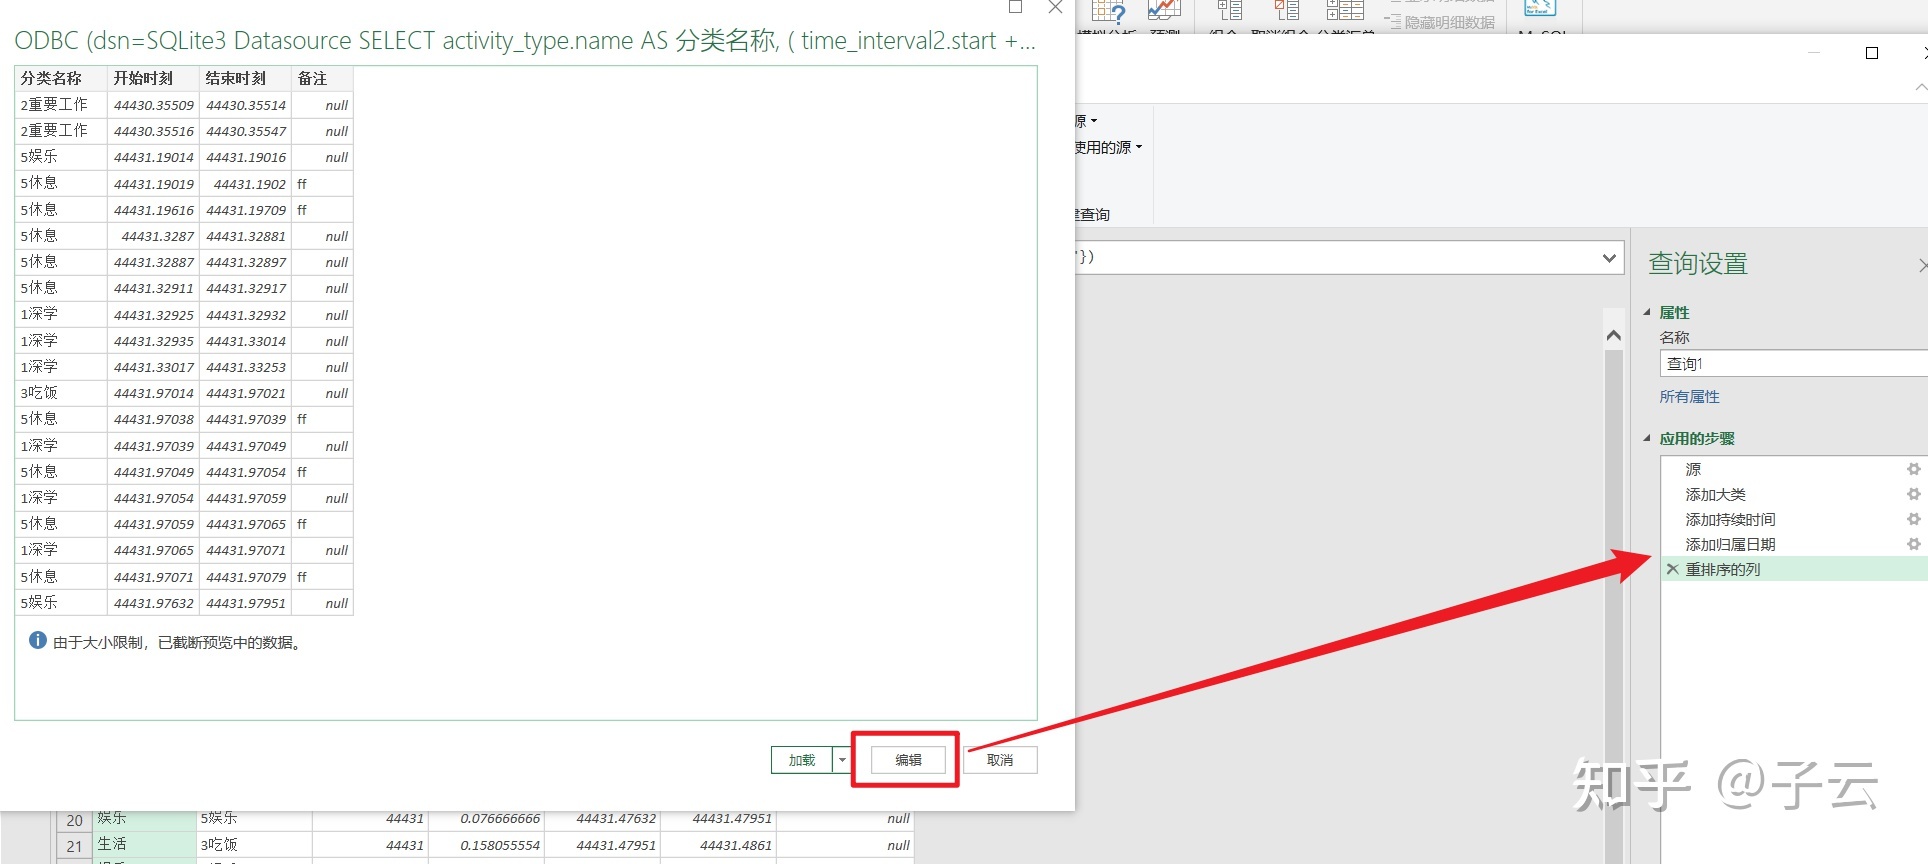 ODBC (dsn=SQLite3 Datasource SELECT activity_type.name AS 分类名称, ( time_interval2.start +...
分类名称 开始时刻 结束时刻 备注
2重要工作 44430.35509 44430.35514 null
2重要工作 44430.35516 44430.35547 null
5娱乐 44431.19014 44431.19016 null
5休息 44431.19019 44431.1902 ff
5休息 44431.19616 44431.19709 ff
5休息 44431.3287 44431.32881 null
5休息 44431.32887 44431.32897 null
5休息 44431.32911 44431.32917 null
1深学 44431.32925 44431.32932 null
1深学 44431.32935 44431.33014 null
1深学 44431.33017 44431.33253 null
3吃饭 44431.97014 44431.97021 null
5休息 44431.97038 44431.97039 ff
1深学 44431.97039 44431.97049 null
5休息 44431.97049 44431.97054 ff
1深学 44431.97054 44431.97059 null
5休息 44431.97059 44431.97065 ff
1深学 44431.97065 44431.97071 null
5休息 44431.97071 44431.97079 ff
5娱乐 44431.97632 44431.97951 null
由于大小限制，已截断预览中的数据。
加载 编辑 取消
20 娱乐 5娱乐 44431 0.076666666 44431.47632 44431.47951 null
21 生活 3吃饭 44431 0.158055554 44431.47951 44431.4861 null
隐藏明细数据
源
使用的源
查询
"})
查询设置
属性
名称
查询1
所有属性
应用的步骤
源
添加大类
添加持续时间
添加归属日期
重排序的列
知乎 @子云